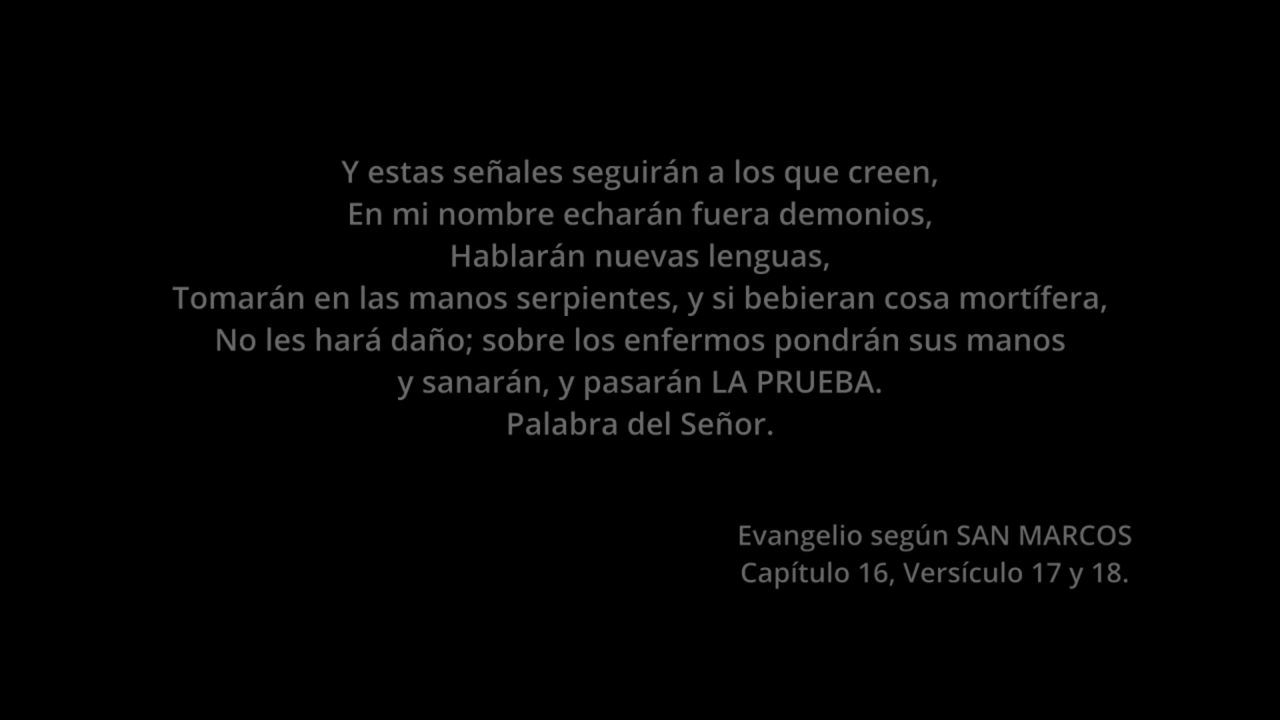 Y estas señales seguirán a los que creen,
En mi nombre echarán fuera demonios,
Hablarán nuevas lenguas,
Tomarán en las manos serpientes, y si bebieran cosa mortífera,
No les hará daño; sobre los enfermos pondrán sus manos
y sanarán, y pasarán LA PRUEBA.
Palabra del Señor.
Evangelio según SAN MARCOS
Capítulo 16, Versículo 17 y 18.